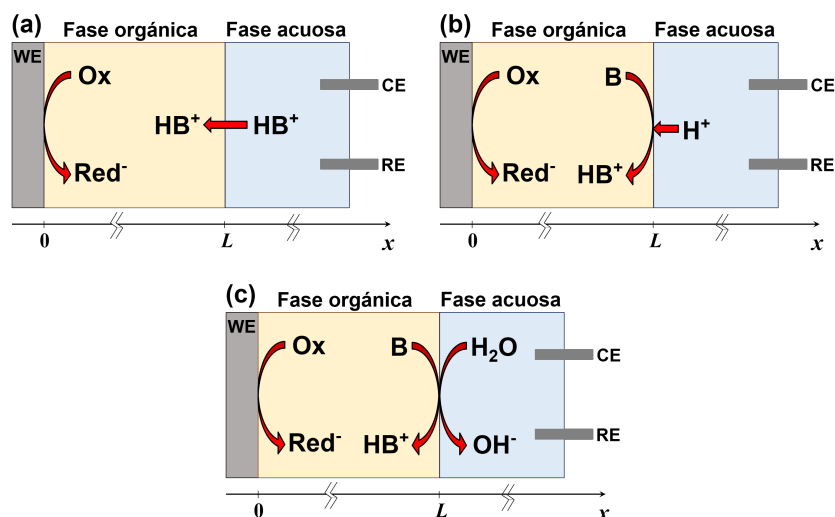 (a) Fase orgánica Fase acuosa
WE
Ox
CE
HB⁺ HB⁺
RE
Red⁻
0 L x
(b) Fase orgánica Fase acuosa
WE
Ox B
CE
H⁺
RE
Red⁻ HB⁺
0 L x
(c) Fase orgánica Fase acuosa
WE
Ox B H₂O
CE
RE
Red⁻ HB⁺ OH⁻
0 L x